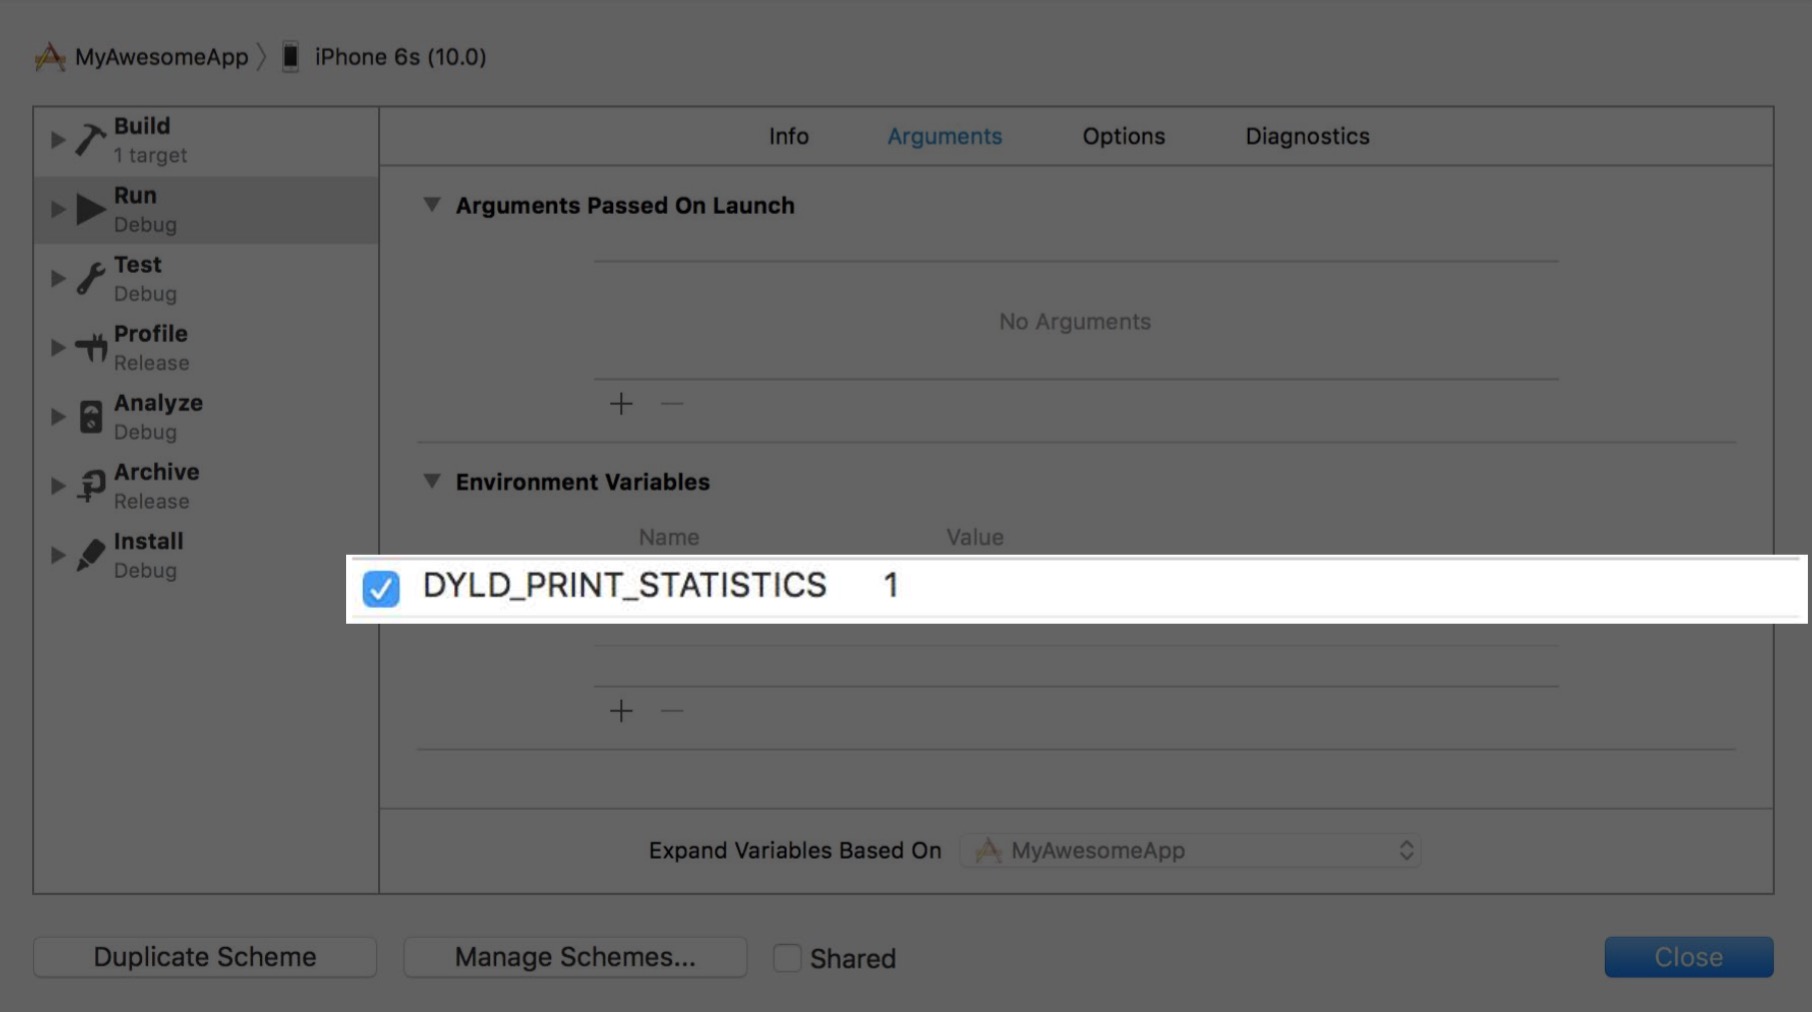 MyAwesomeApp iPhone 6s (10.0)
Build
1 target
Run
Debug
Test
Debug
Profile
Release
Analyze
Debug
Archive
Release
Install
Debug
Info Arguments Options Diagnostics
Arguments Passed On Launch
No Arguments
Environment Variables
Name Value
DYLD_PRINT_STATISTICS 1
Expand Variables Based On MyAwesomeApp
Duplicate Scheme Manage Schemes... Shared Close